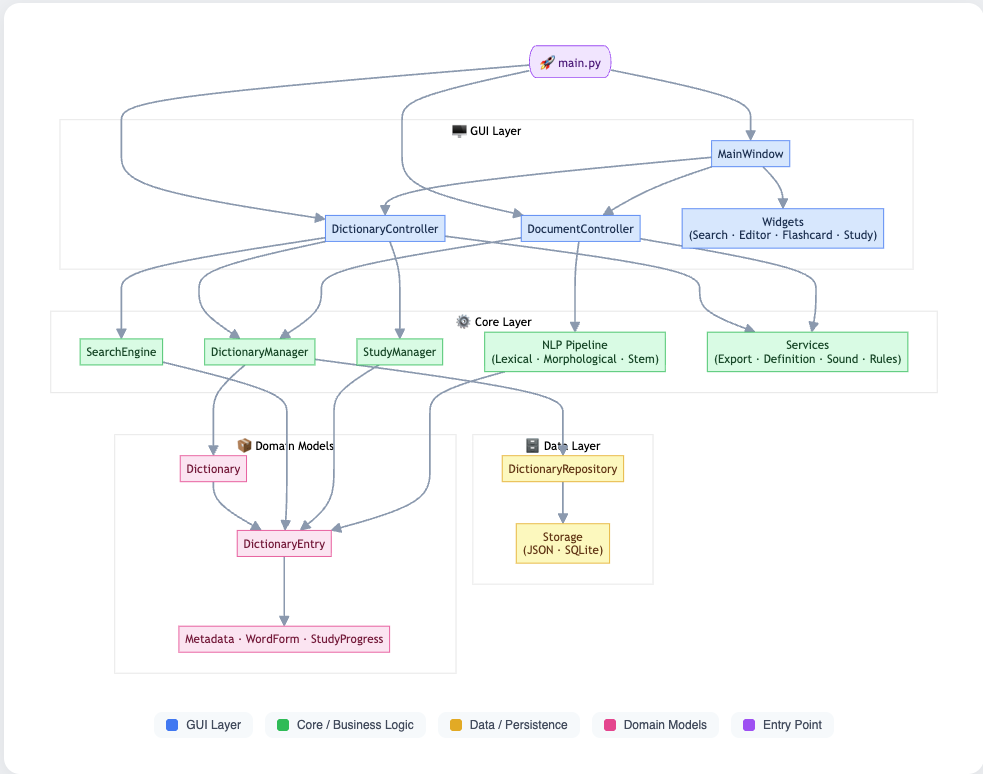 🚀 main.py
🖥️ GUI Layer
MainWindow
DictionaryController
DocumentController
Widgets
(Search · Editor · Flashcard · Study)
⚙️ Core Layer
SearchEngine
DictionaryManager
StudyManager
NLP Pipeline
(Lexical · Morphological · Stem)
Services
(Export · Definition · Sound · Rules)
📦 Domain Models
🗄️ Data Layer
Dictionary
DictionaryRepository
DictionaryEntry
Storage
(JSON · SQLite)
Metadata · WordForm · StudyProgress
GUI Layer
Core / Business Logic
Data / Persistence
Domain Models
Entry Point